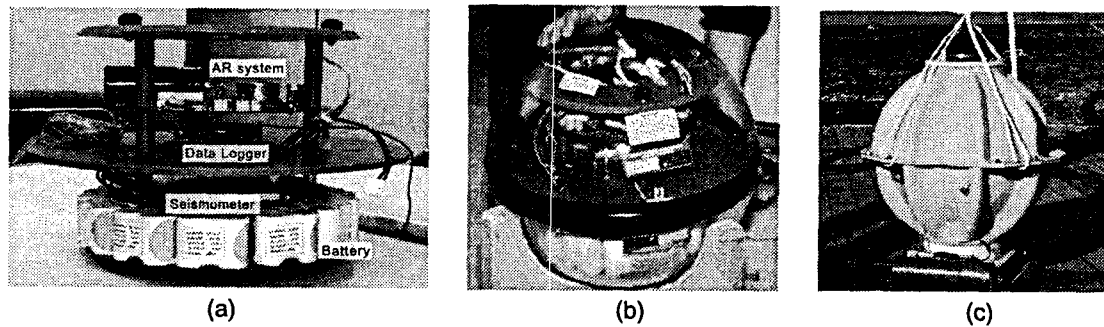 AR system
Data Logger
Seismometer
Battery
(a)
(b)
(c)